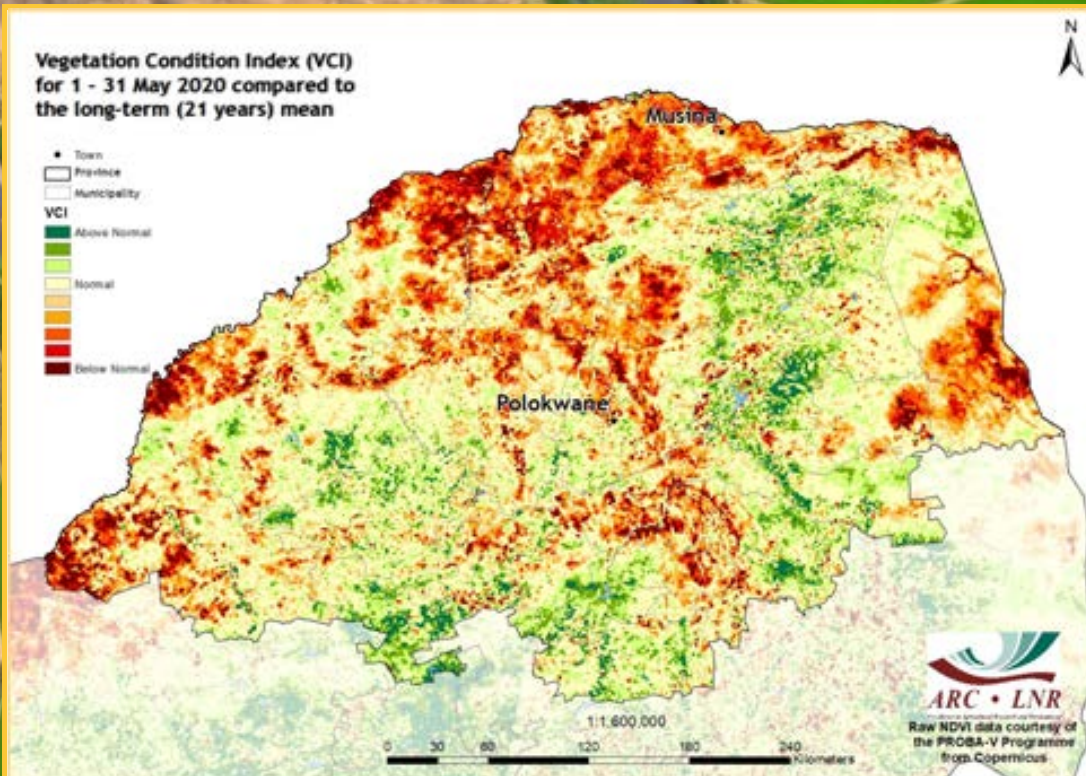 Vegetation Condition Index (VCI)
for 1 - 31 May 2020 compared to
the long-term (21 years) mean
N
Town
Province
Municipality
VCI
Above Normal
Normal
Below Normal
Musina
Polokwane
1:1.600.000
0 30 60 120 180 240
Kilometers
ARC • LNR
Raw NDVI data courtesy of
the PROBA-V Programme
from Copernicus